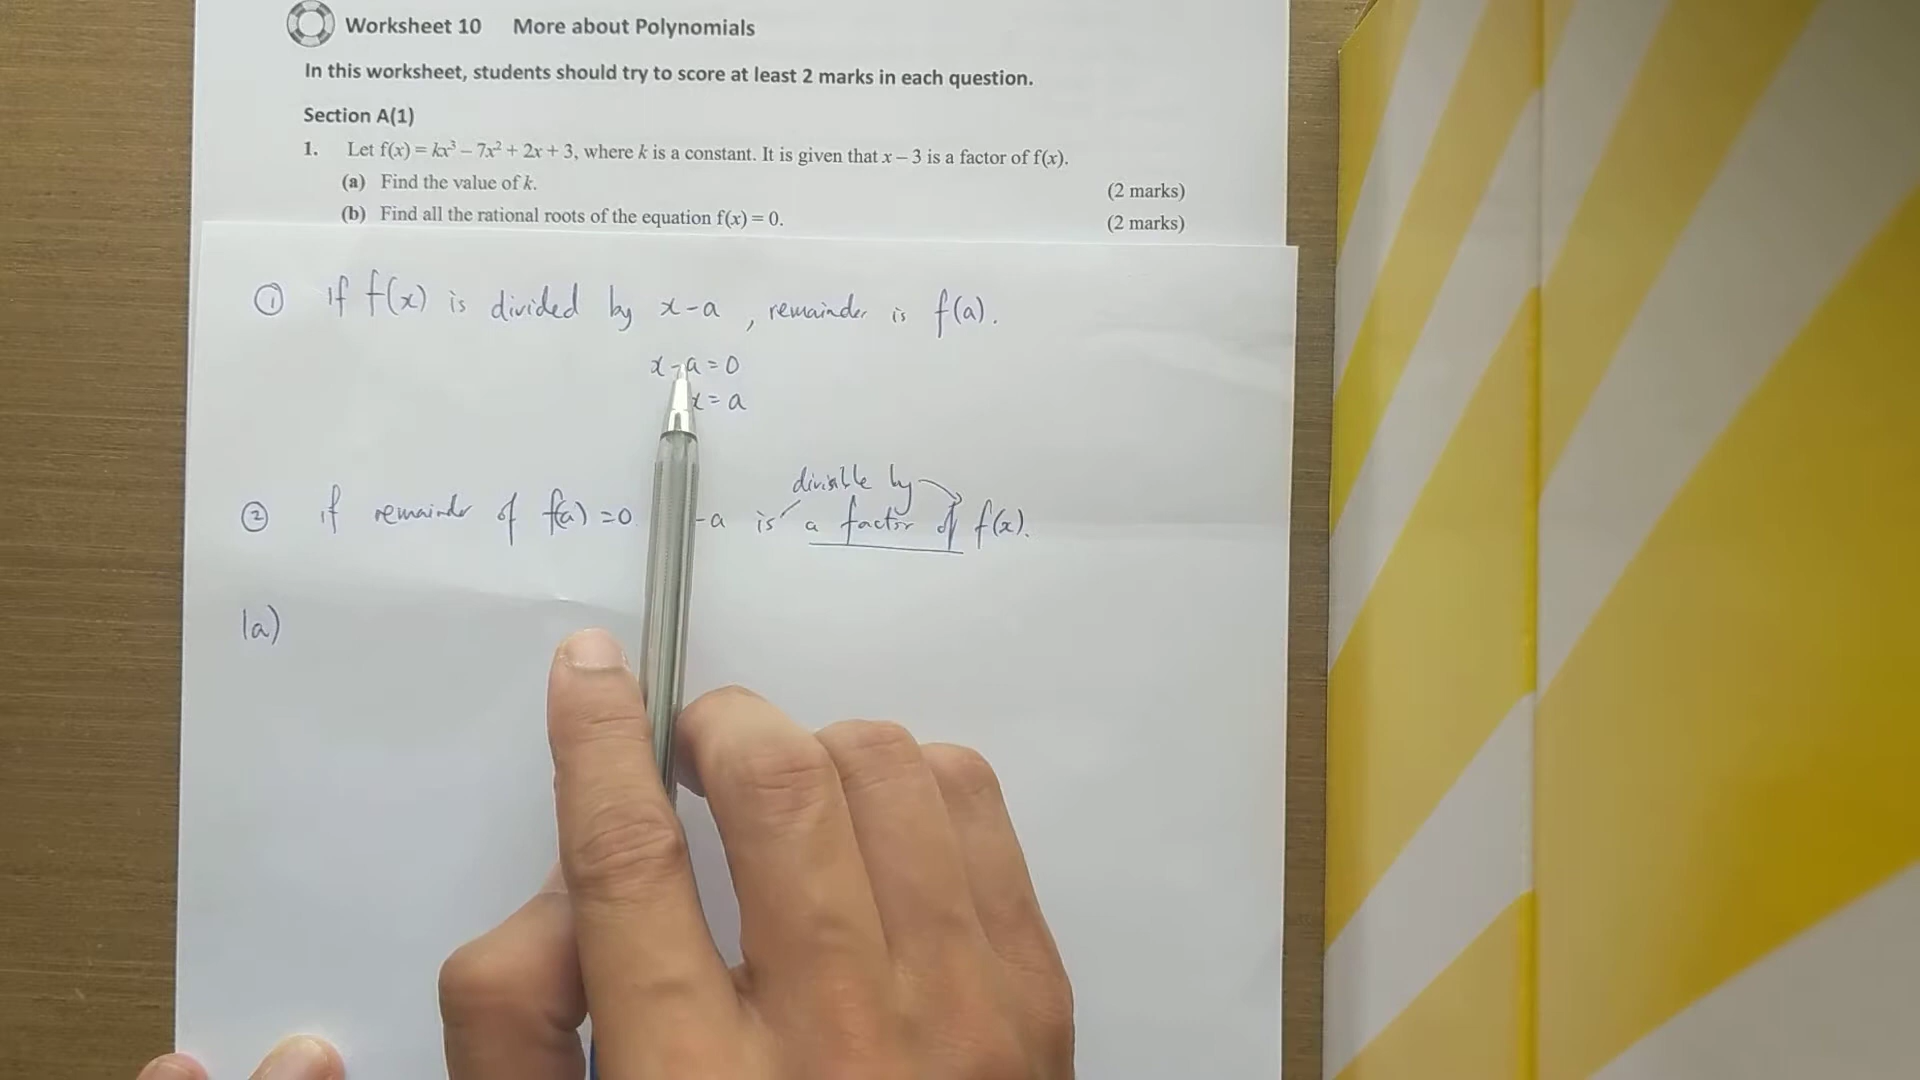 Worksheet 10 More about Polynomials
In this worksheet, students should try to score at least 2 marks in each question.
Section A(1)
1. Let f(x) = kx³ – 7x² + 2x + 3, where k is a constant. It is given that x – 3 is a factor of f(x).
(a) Find the value of k. (2 marks)
(b) Find all the rational roots of the equation f(x) = 0. (2 marks)
① if f(x) is divided by x-a, remainder is f(a).
x-a=0
x=a
divisible by
② if remainder of f(a)=0 -a is a factor of f(x).
1a)